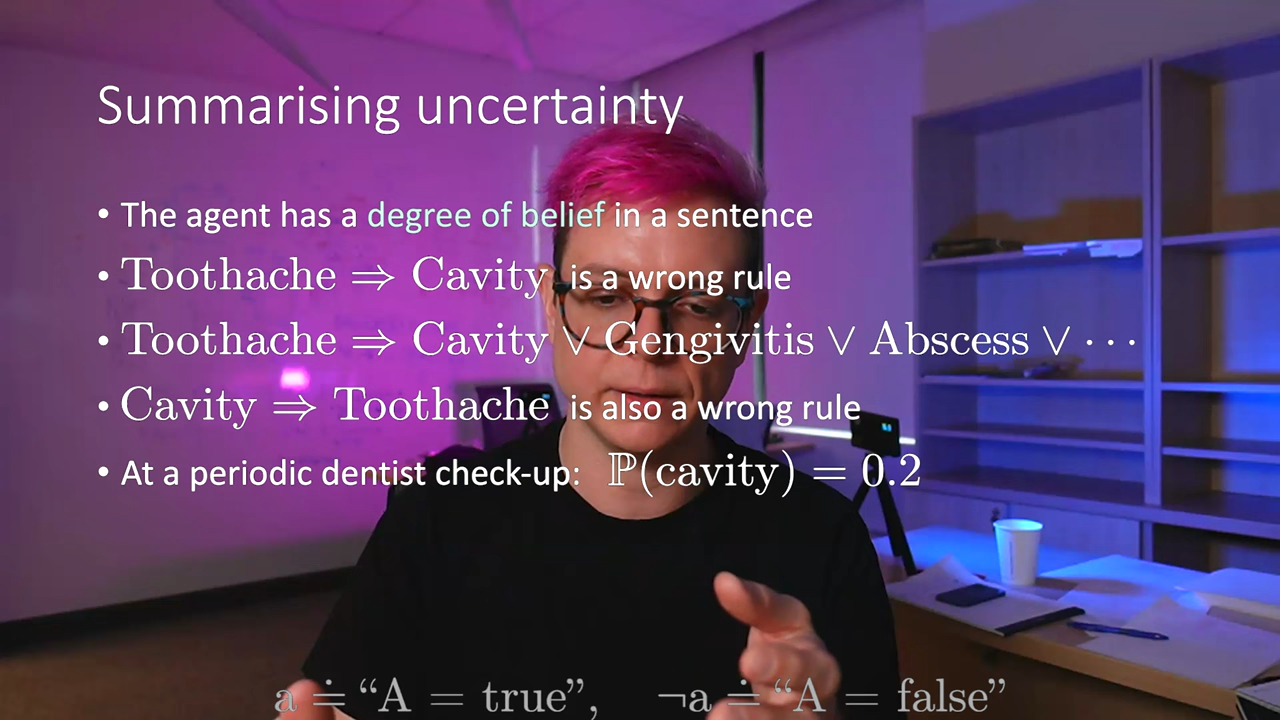 Summarising uncertainty
• The agent has a degree of belief in a sentence
• Toothache ⇒ Cavity is a wrong rule
• Toothache ⇒ Cavity ∨ Gengivitis ∨ Abscess ∨ ⋯
• Cavity ⇒ Toothache is also a wrong rule
• At a periodic dentist check-up: ℙ(cavity) = 0.2
a ≐ “A = true”, ¬a ≐ “A = false”